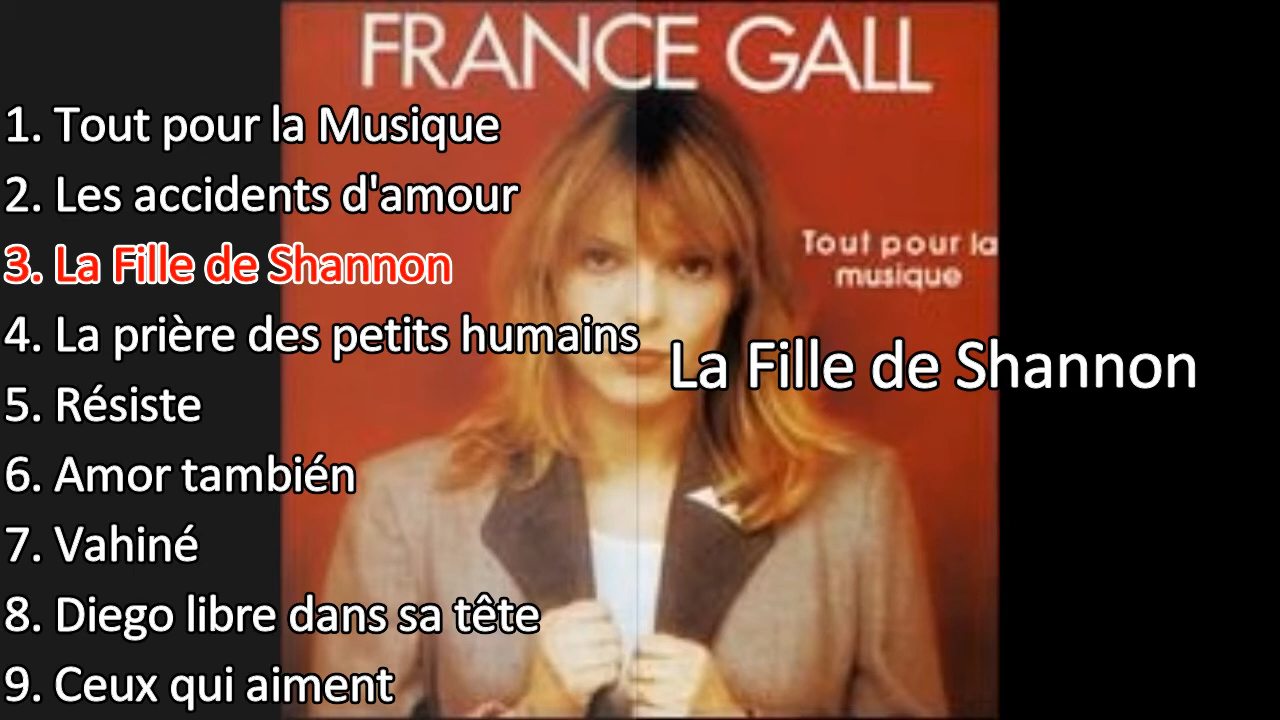 FRANCE GALL
1. Tout pour la Musique
2. Les accidents d'amour
3. La Fille de Shannon
4. La prière des petits humains
5. Résiste
6. Amor también
7. Vahiné
8. Diego libre dans sa tête
9. Ceux qui aiment
Tout pour la
musique
La Fille de Shannon